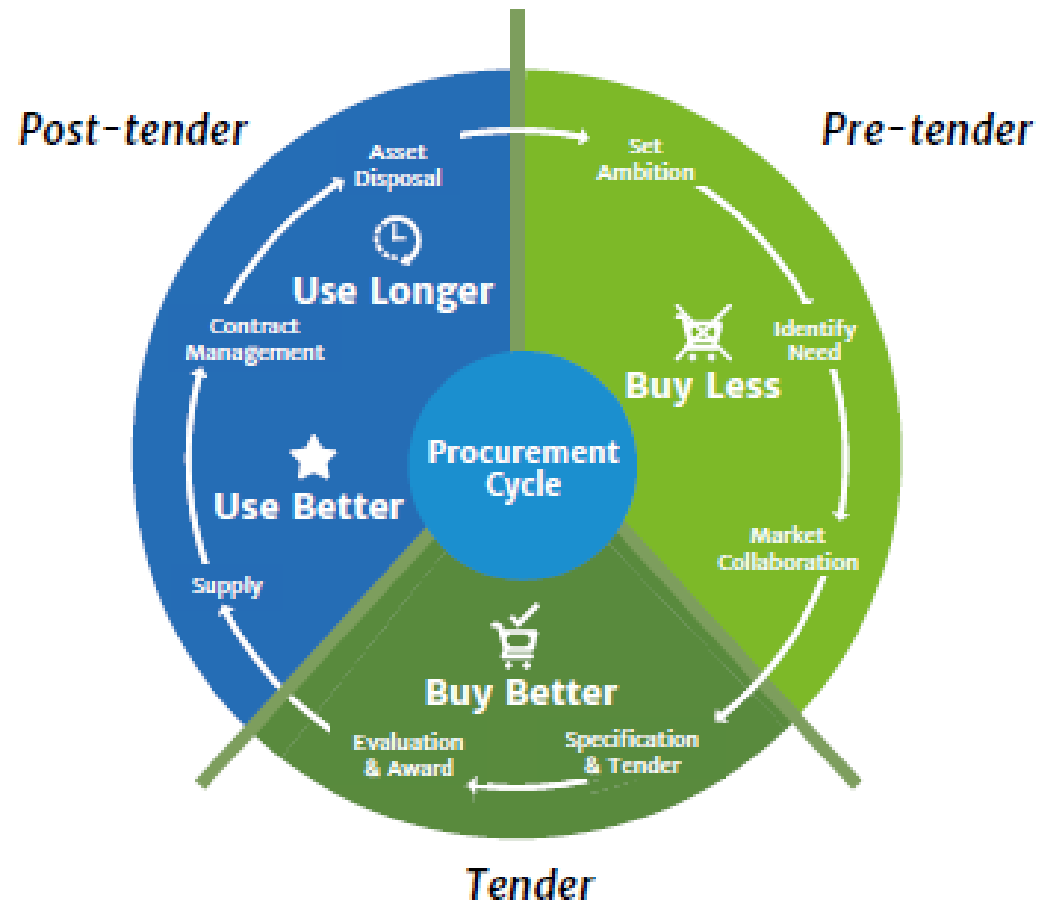 Post-tender
Pre-tender
Set
Ambition
Identify
Need
Buy Less
Market
Collaboration
Specification
& Tender
Buy Better
Evaluation
& Award
Tender
Supply
Use Better
Contract
Management
Use Longer
Asset
Disposal
Procurement
Cycle